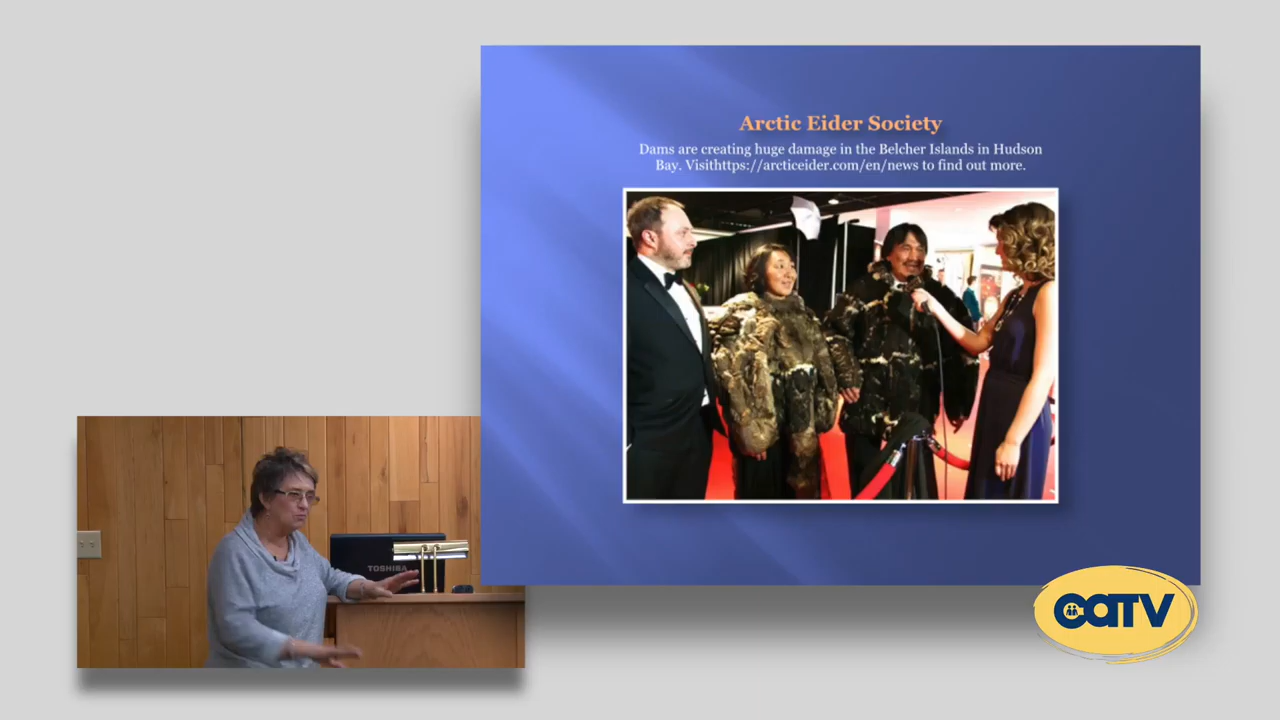 Arctic Eider Society
Dams are creating huge damage in the Belcher Islands in Hudson
Bay. Visithttps://arcticeider.com/en/news to find out more.
TOSHIBA
CATV